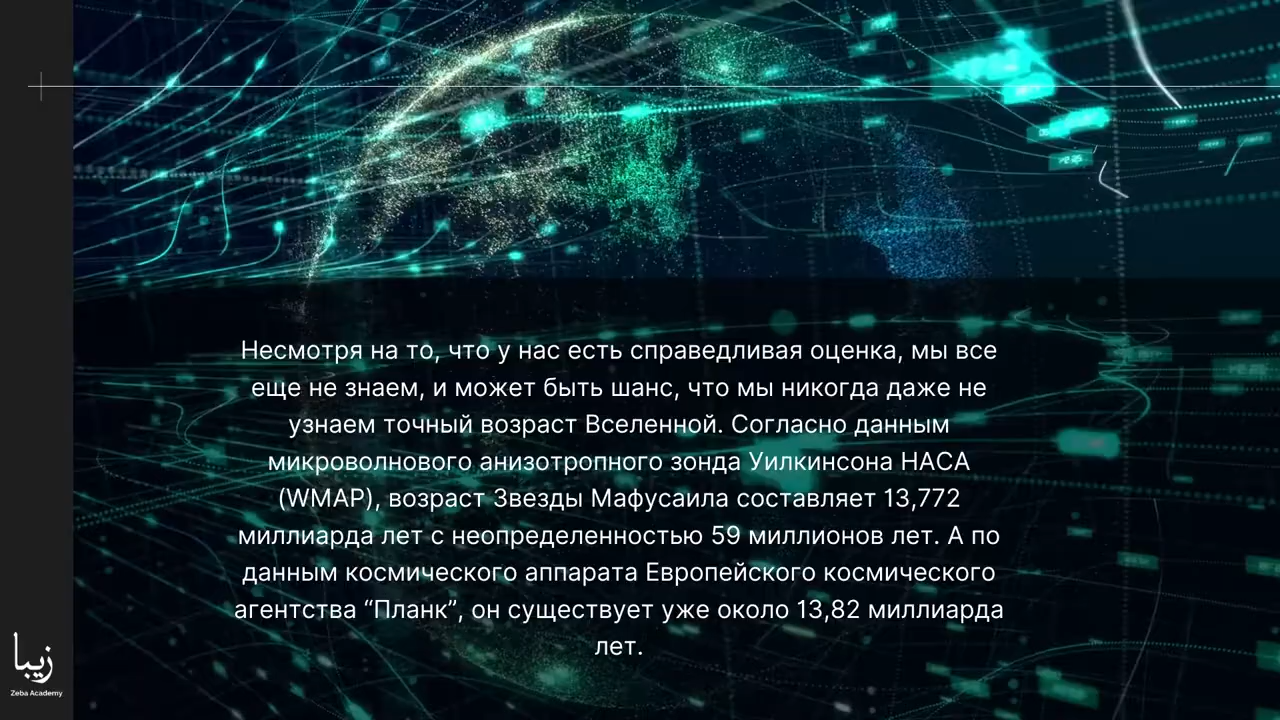 Несмотря на то, что у нас есть справедливая оценка, мы все
еще не знаем, и может быть шанс, что мы никогда даже не
узнаем точный возраст Вселенной. Согласно данным
микроволнового анизотропного зонда Уилкинсона НАСА
(WMAP), возраст Звезды Мафусаила составляет 13,772
миллиарда лет с неопределенностью 59 миллионов лет. А по
данным космического аппарата Европейского космического
агентства “Планк”, он существует уже около 13,82 миллиарда
лет.
زيبا
Zeba Academy